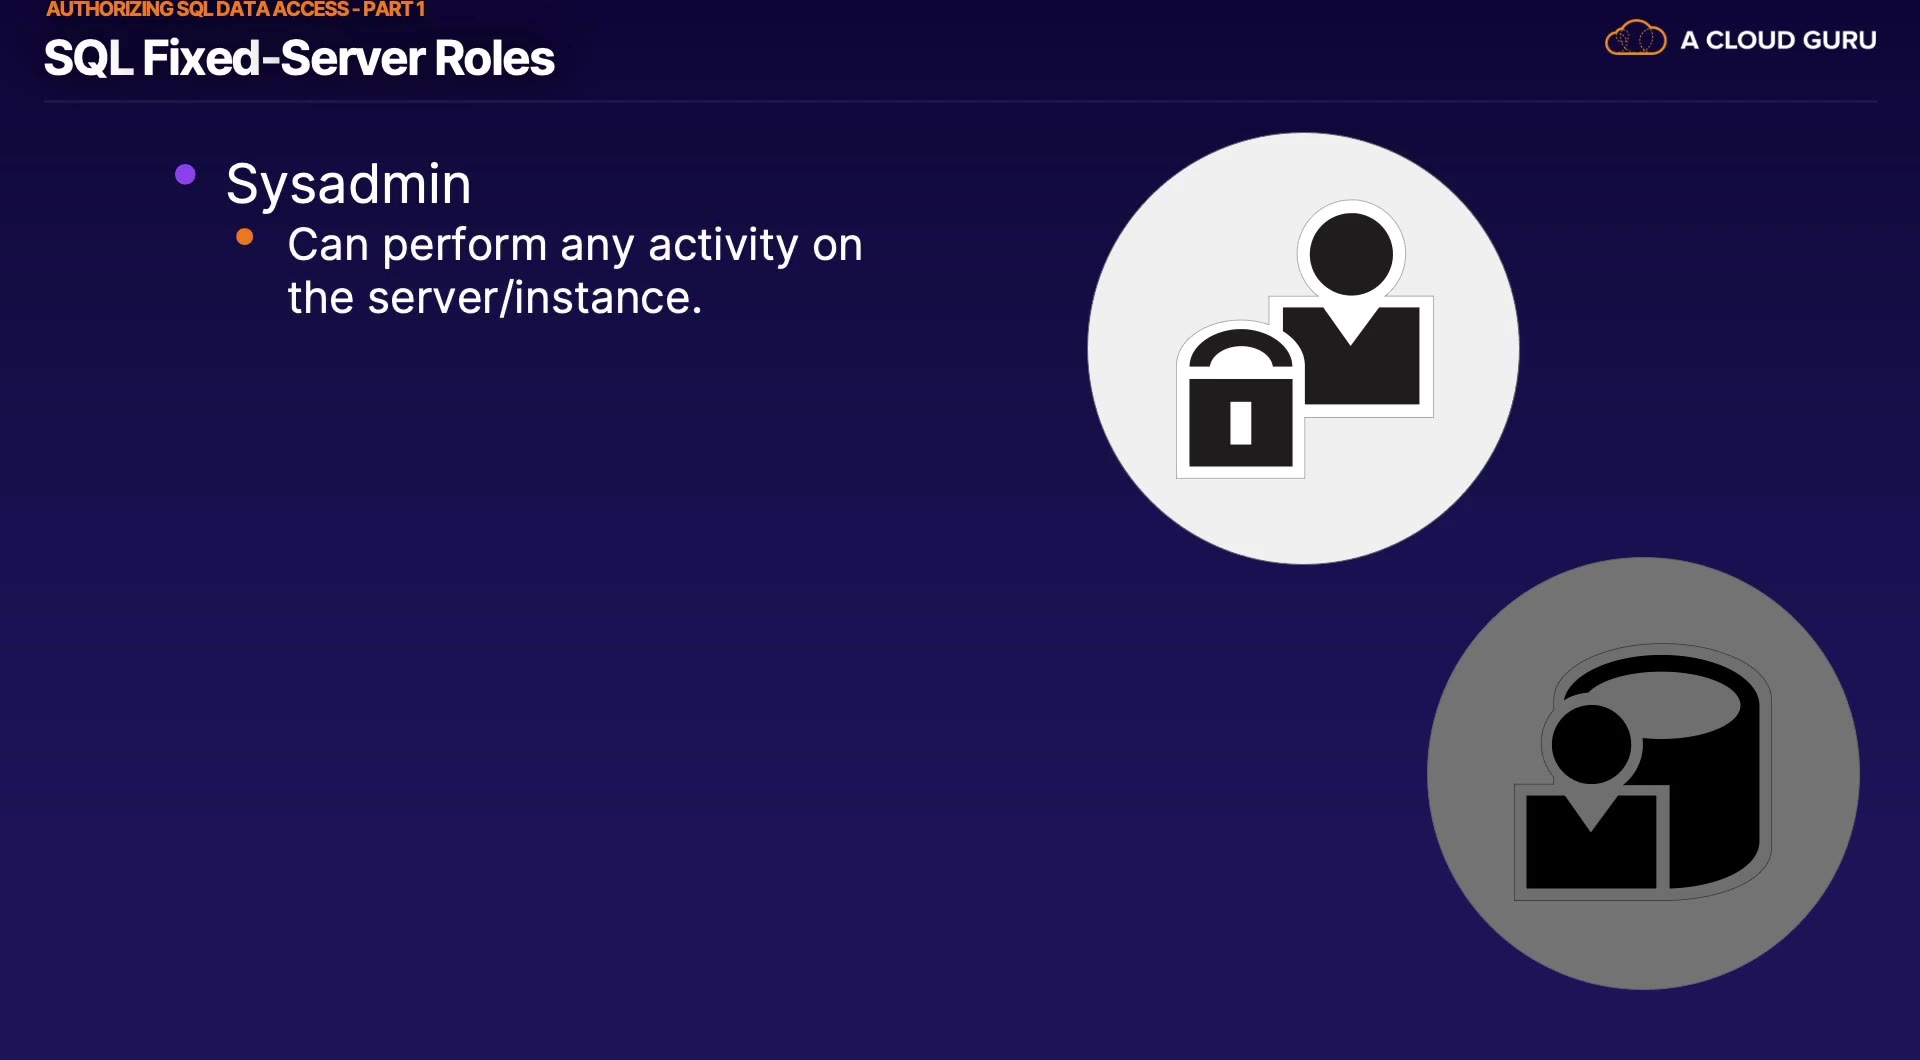 AUTHORIZING SQL DATA ACCESS - PART 1
SQL Fixed-Server Roles
A CLOUD GURU
Sysadmin
Can perform any activity on
the server/instance.